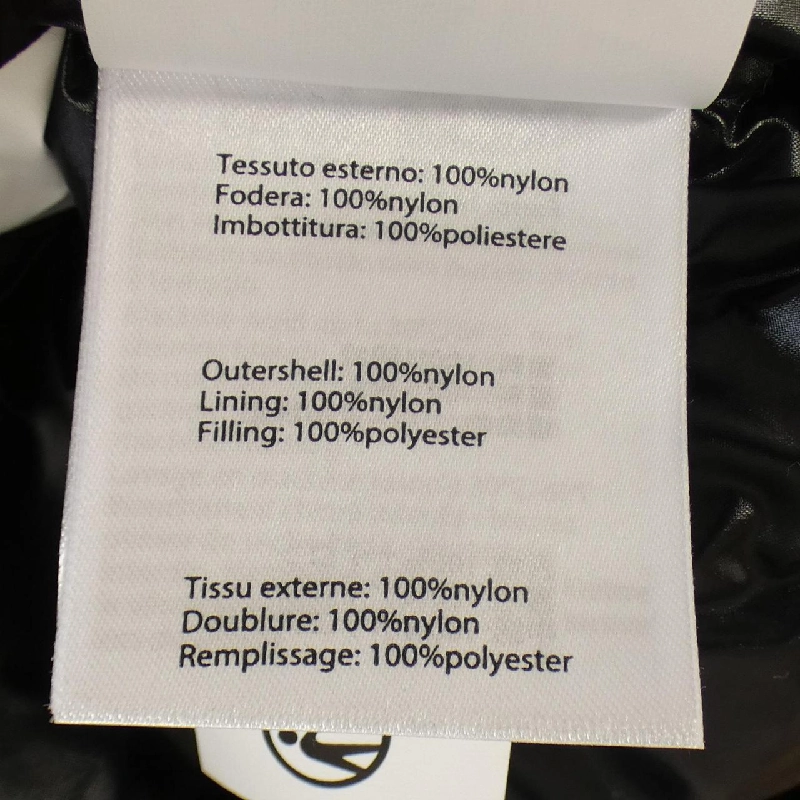 Tessuto esterno: 100%nylon
Fodera: 100%nylon
Imbottitura: 100%poliestere
Outershell: 100%nylon
Lining: 100%nylon
Filling: 100%polyester
Tissu externe: 100%nylon
Doublure: 100%nylon
Remplissage: 100%polyester